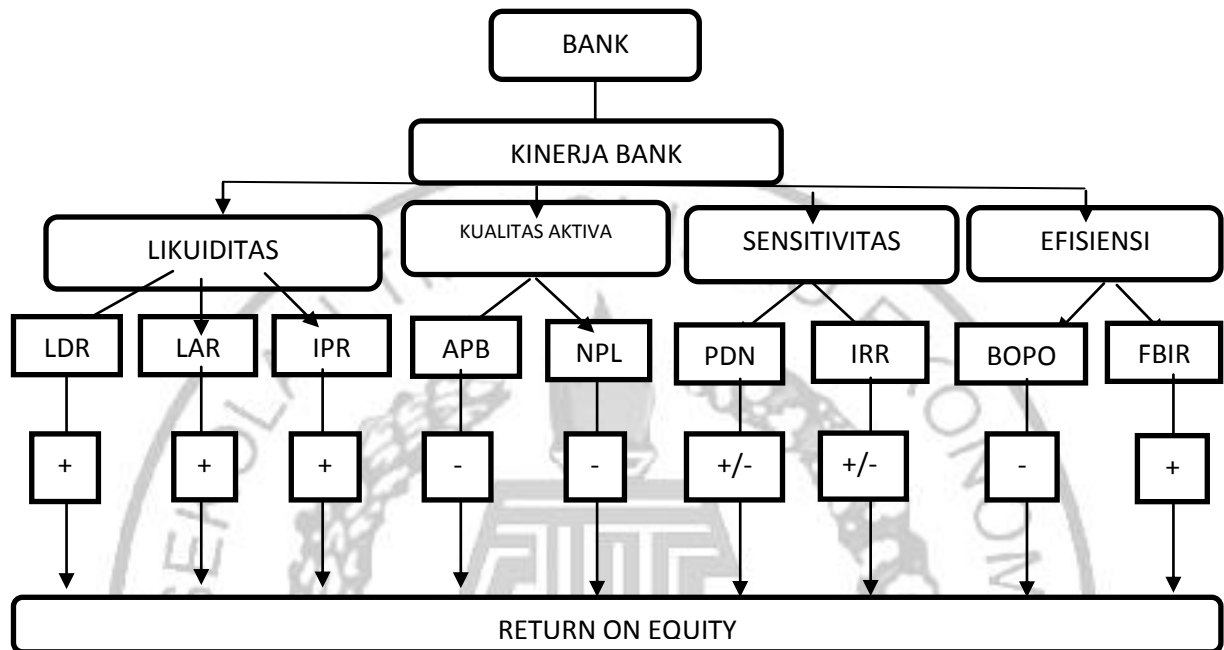 BANK
KINERJA BANK
LIKUIDITAS
KUALITAS AKTIVA
SENSITIVITAS
EFISIENSI
LDR
LAR
IPR
APB
NPL
PDN
IRR
BOPO
FBIR
+
+
+
-
-
+/-
+/-
-
+
RETURN ON EQUITY